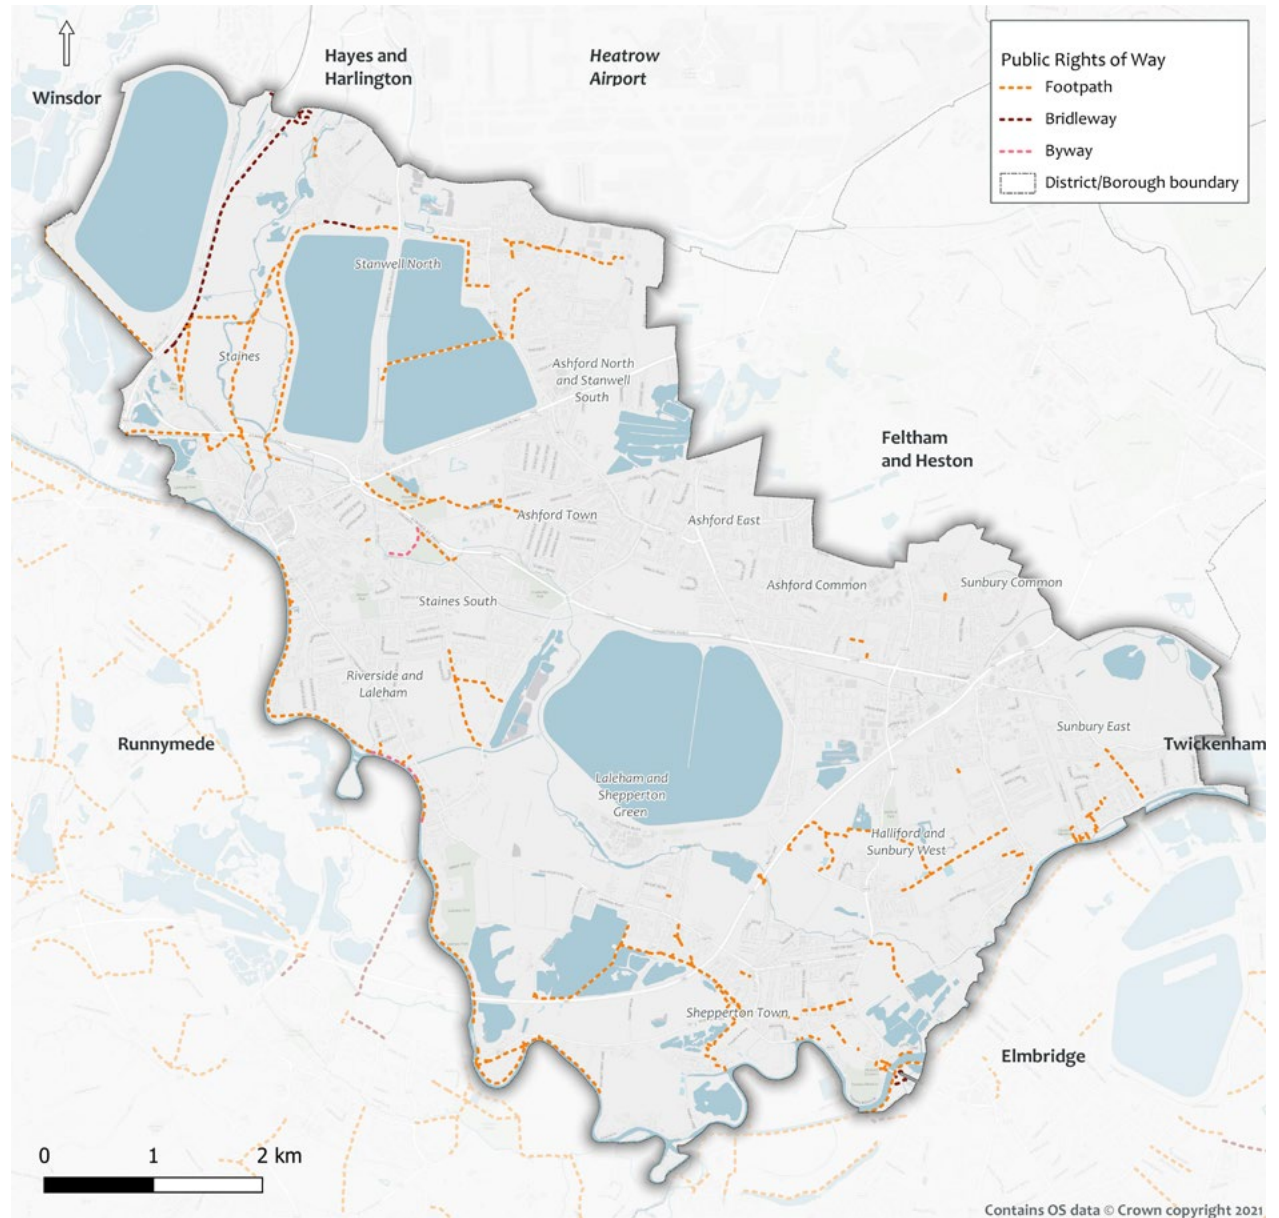 Hayes and
Harlington
Heatrow
Airport
Winsdor
Public Rights of Way
Footpath
Bridleway
Byway
District/Borough boundary
Stanwell North
Staines
Ashford North
and Stanwell
South
Feltham
and Heston
Ashford Town
Ashford East
Ashford Common
Sunbury Common
Staines South
Riverside and
Laleham
Runnymede
Sunbury East
Twickenham
Laleham and
Shepperton
Green
Halliford and
Sunbury West
Shepperton Town
Elmbridge
0 1 2 km
Contains OS data © Crown copyright 2021